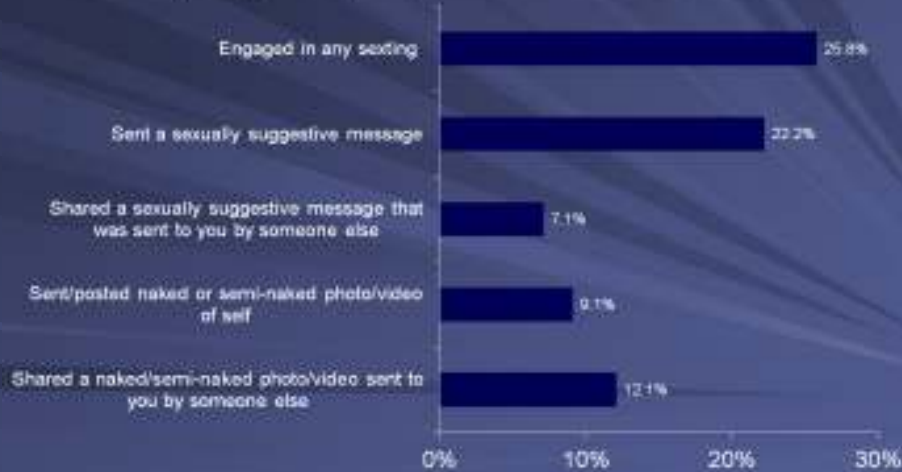 Engaged in any sexting
25.8%
Sent a sexually suggestive message
22.2%
Shared a sexually suggestive message that
was sent to you by someone else
7.1%
Sent/posted naked or semi-naked photo/video
of self
9.1%
Shared a naked/semi-naked photo/video sent to
you by someone else
12.1%
0%
10%
20%
30%